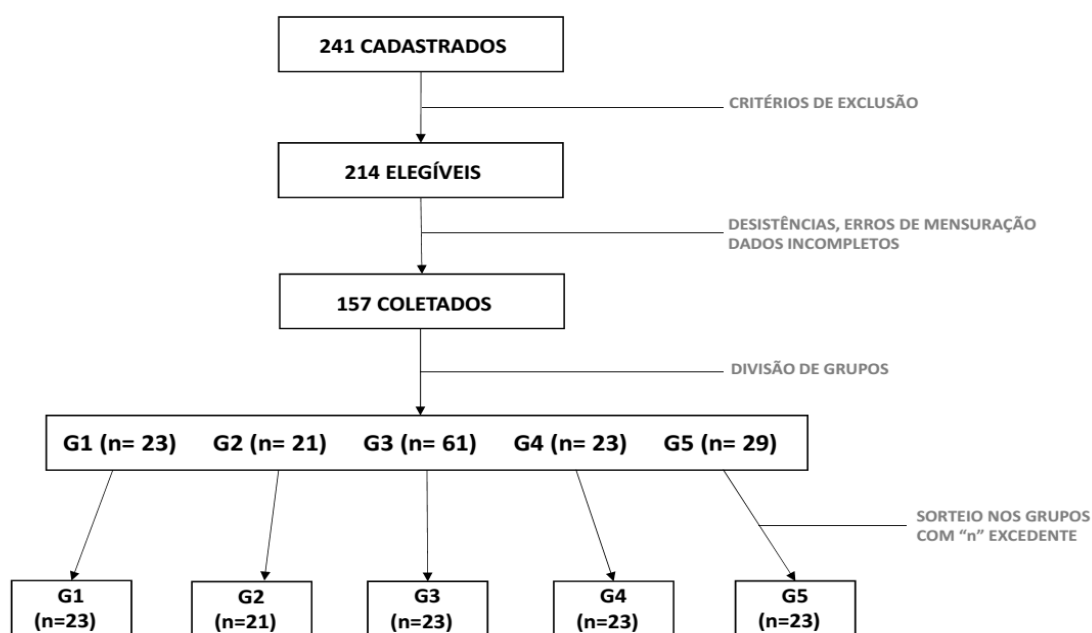 241 CADASTRADOS
CRITÉRIOS DE EXCLUSÃO
214 ELEGÍVEIS
DESISTÊNCIAS, ERROS DE MENSURAÇÃO
DADOS INCOMPLETOS
157 COLETADOS
DIVISÃO DE GRUPOS
G1 (n= 23) G2 (n= 21) G3 (n= 61) G4 (n= 23) G5 (n= 29)
SORTEIO NOS GRUPOS
COM “n” EXCEDENTE
G1
(n=23)
G2
(n=21)
G3
(n=23)
G4
(n=23)
G5
(n=23)